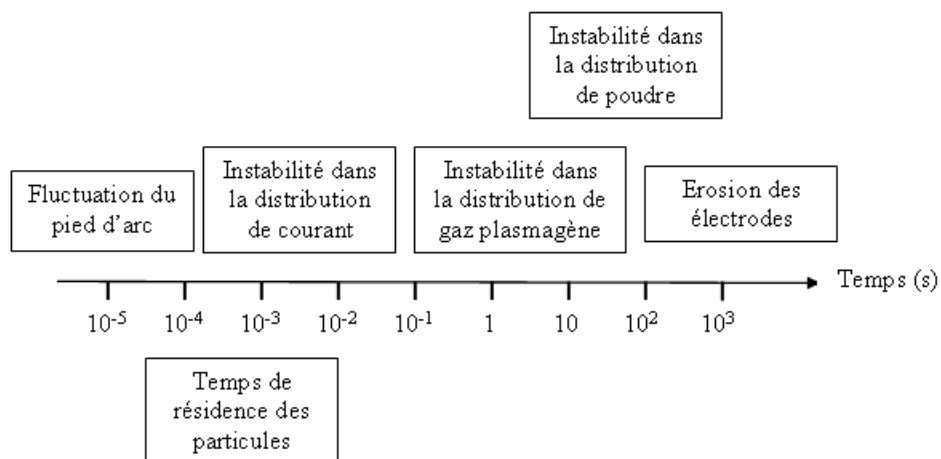 Instabilité dans
la distribution
de poudre
Fluctuation du
pied d'arc
Instabilité dans
la distribution
de courant
Instabilité dans
la distribution de
gaz plasmagène
Erosion des
électrodes
Temps (s)
10⁻⁵ 10⁻⁴ 10⁻³ 10⁻² 10⁻¹ 1 10 10² 10³
Temps de
résidence des
particules